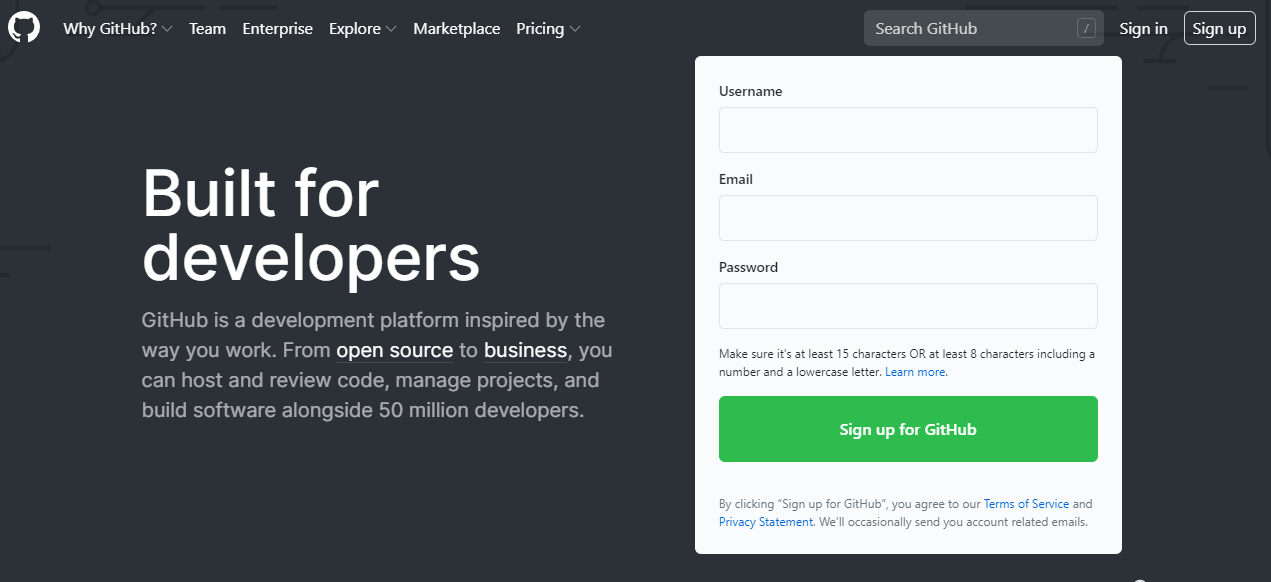 Why GitHub? Team Enterprise Explore Marketplace Pricing Search GitHub / Sign in Sign up
Built for
developers
GitHub is a development platform inspired by the
way you work. From open source to business, you
can host and review code, manage projects, and
build software alongside 50 million developers.
Username
Email
Password
Make sure it's at least 15 characters OR at least 8 characters including a
number and a lowercase letter. Learn more.
Sign up for GitHub
By clicking “Sign up for GitHub”, you agree to our Terms of Service and
Privacy Statement. We’ll occasionally send you account related emails.